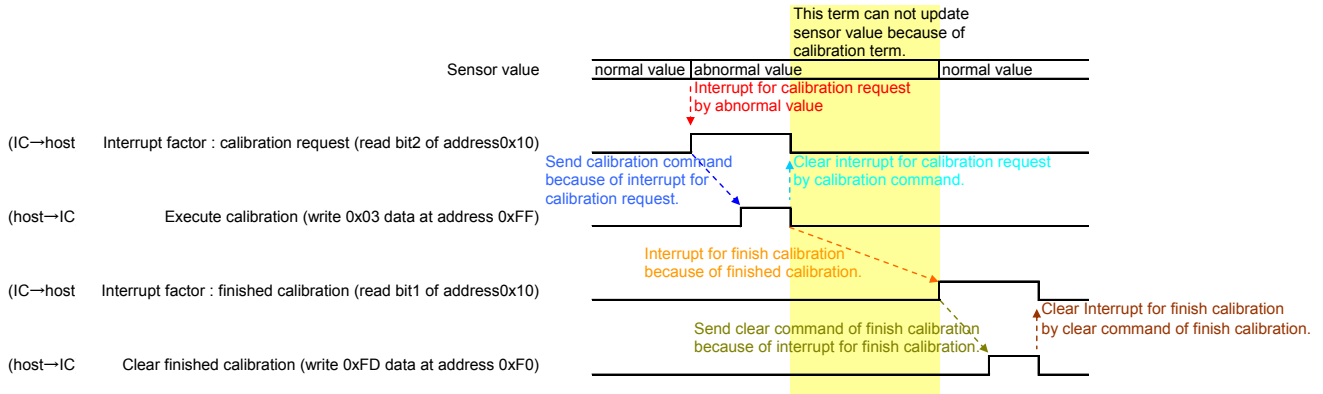 This term can not update
sensor value because of
calibration term.
Sensor value
normal value
abnormal value
normal value
Interrupt for calibration request
by abnormal value
(IC→host
Interrupt factor : calibration request (read bit2 of address0x10)
Send calibration command
because of interrupt for
calibration request.
Clear interrupt for calibration request
by calibration command.
(host→IC
Execute calibration (write 0x03 data at address 0xFF)
Interrupt for finish calibration
because of finished calibration.
(IC→host
Interrupt factor : finished calibration (read bit1 of address0x10)
Clear Interrupt for finish calibration
by clear command of finish calibration.
Send clear command of finish calibration
because of interrupt for finish calibration.
(host→IC
Clear finished calibration (write 0xFD data at address 0xF0)